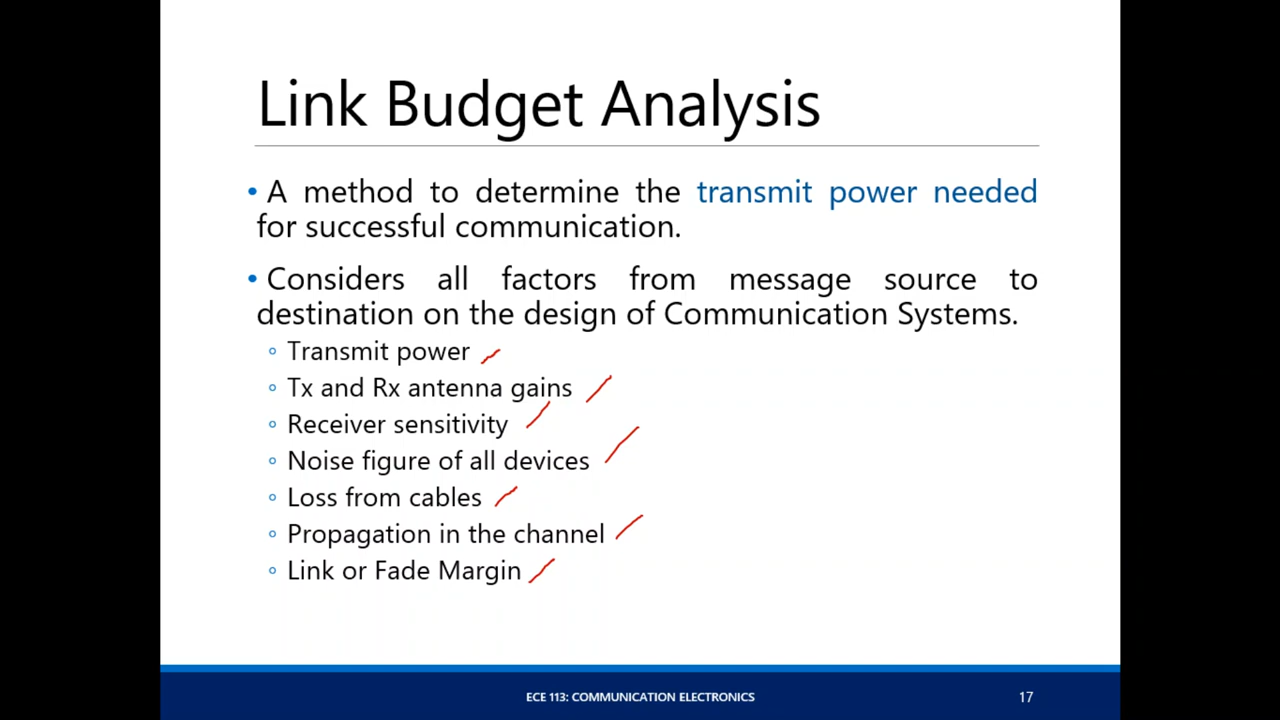 Link Budget Analysis
• A method to determine the transmit power needed
for successful communication.
• Considers all factors from message source to
destination on the design of Communication Systems.
◦ Transmit power
◦ Tx and Rx antenna gains
◦ Receiver sensitivity
◦ Noise figure of all devices
◦ Loss from cables
◦ Propagation in the channel
◦ Link or Fade Margin
ECE 113: COMMUNICATION ELECTRONICS 17